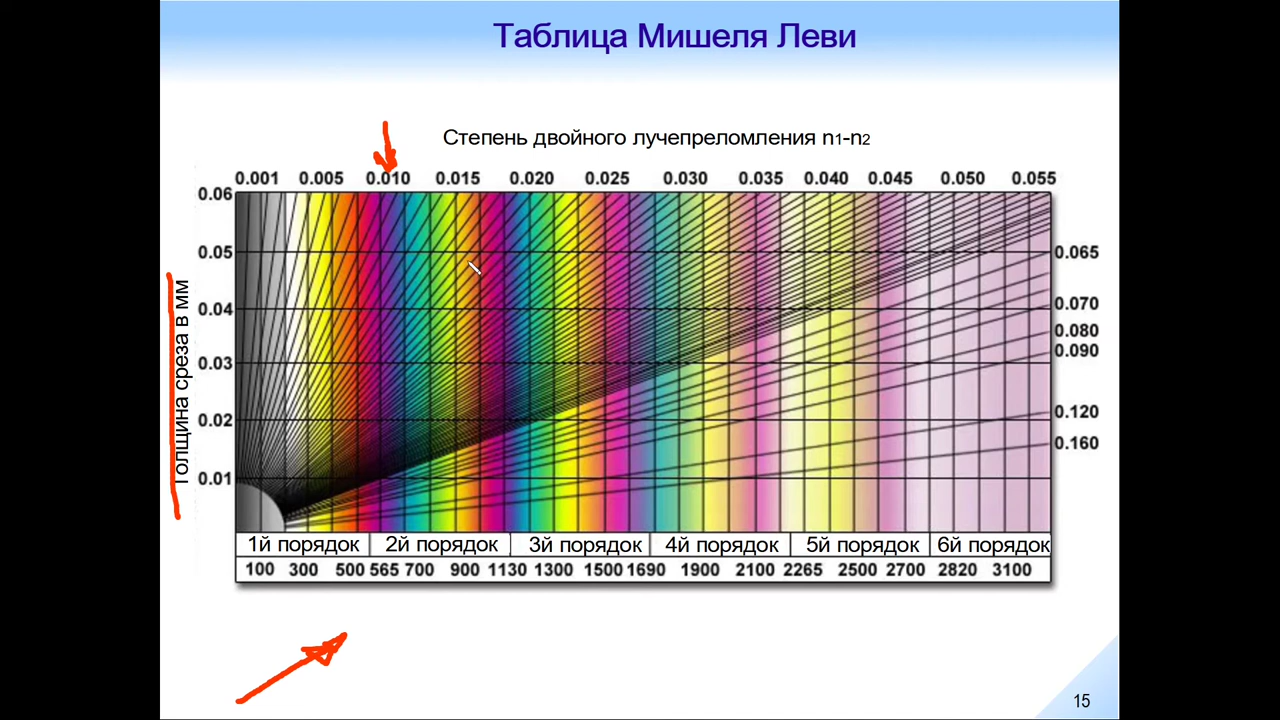 Таблица Мишеля Леви
Степень двойного лучепреломления n1-n2
0.001 0.005 0.010 0.015 0.020 0.025 0.030 0.035 0.040 0.045 0.050 0.055
Толщина среза в мм
0.06
0.05
0.04
0.03
0.02
0.01
0.065
0.070
0.080
0.090
0.120
0.160
1й порядок 2й порядок 3й порядок 4й порядок 5й порядок 6й порядок
100 300 500 565 700 900 1130 1300 1500 1690 1900 2100 2265 2500 2700 2820 3100
15